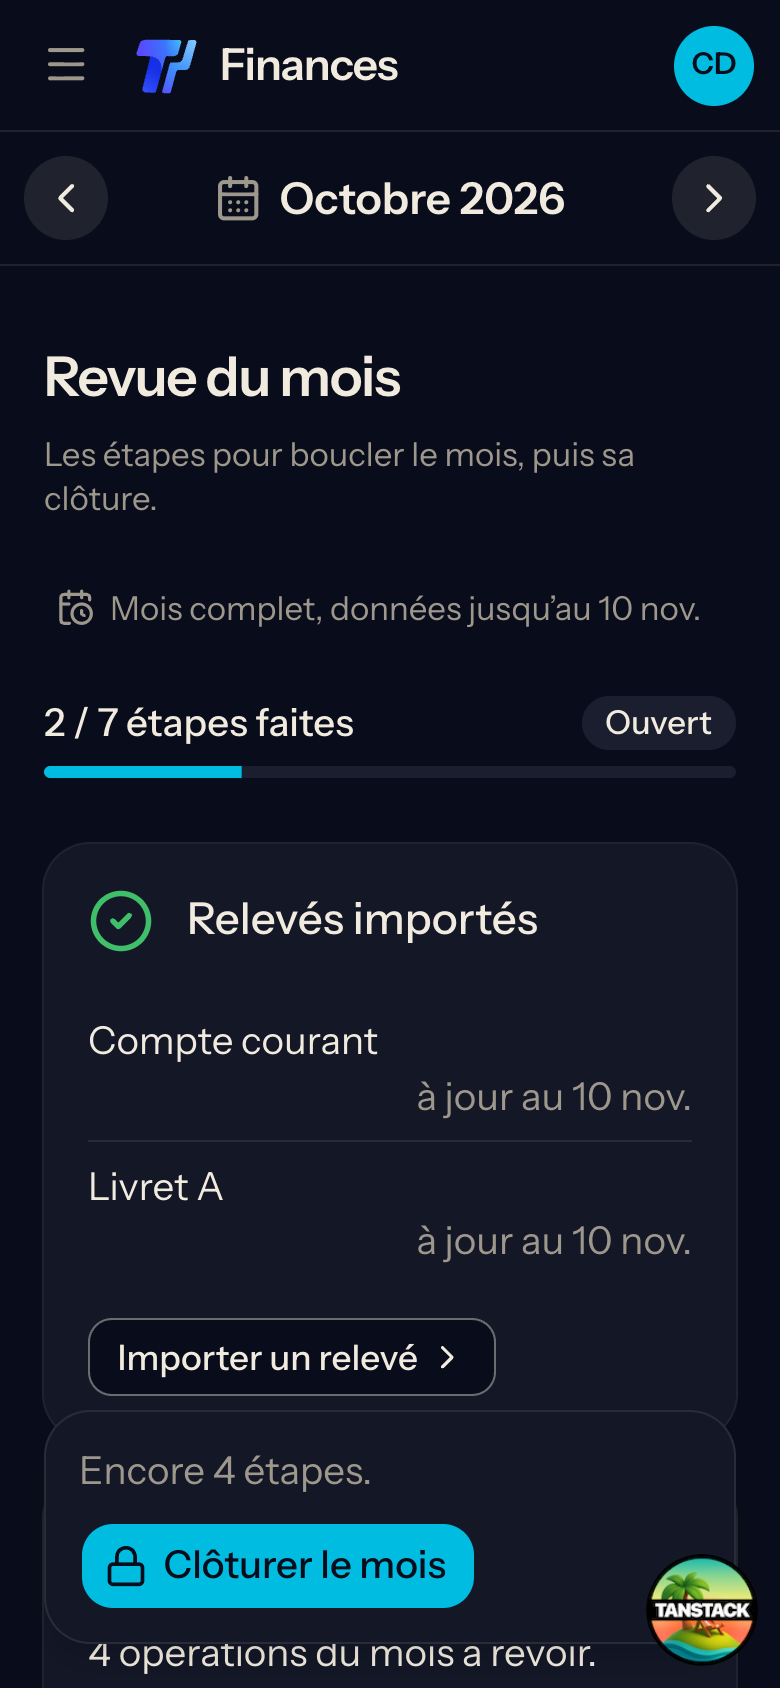 Finances
CD
Octobre 2026
Revue du mois
Les étapes pour boucler le mois, puis sa
clôture.
Mois complet, données jusqu’au 10 nov.
2 / 7 étapes faites
Ouvert
Relevés importés
Compte courant
à jour au 10 nov.
Livret A
à jour au 10 nov.
Importer un relevé
Encore 4 étapes.
Clôturer le mois
TANSTACK
4 opérations du mois à revoir.